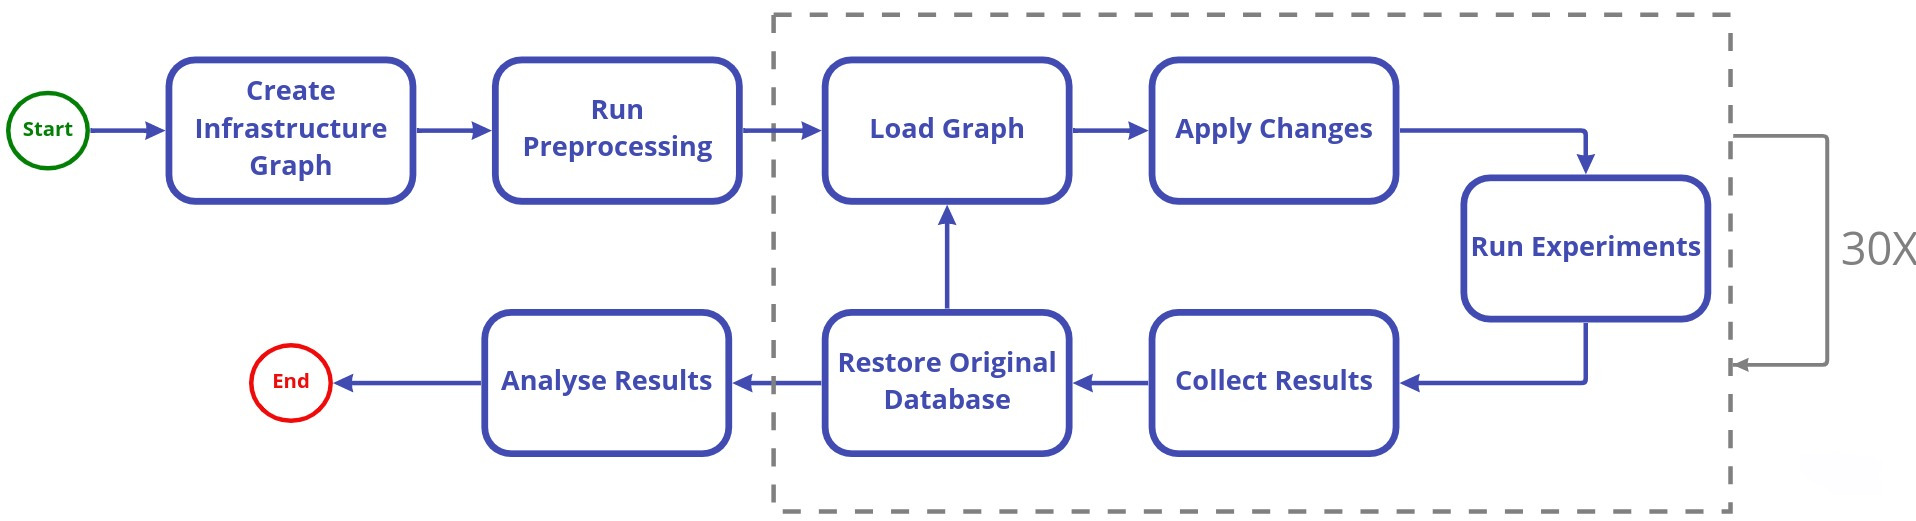 Start
Create
Infrastructure
Graph
Run
Preprocessing
Load Graph
Apply Changes
Run Experiments
30X
End
Analyse Results
Restore Original
Database
Collect Results